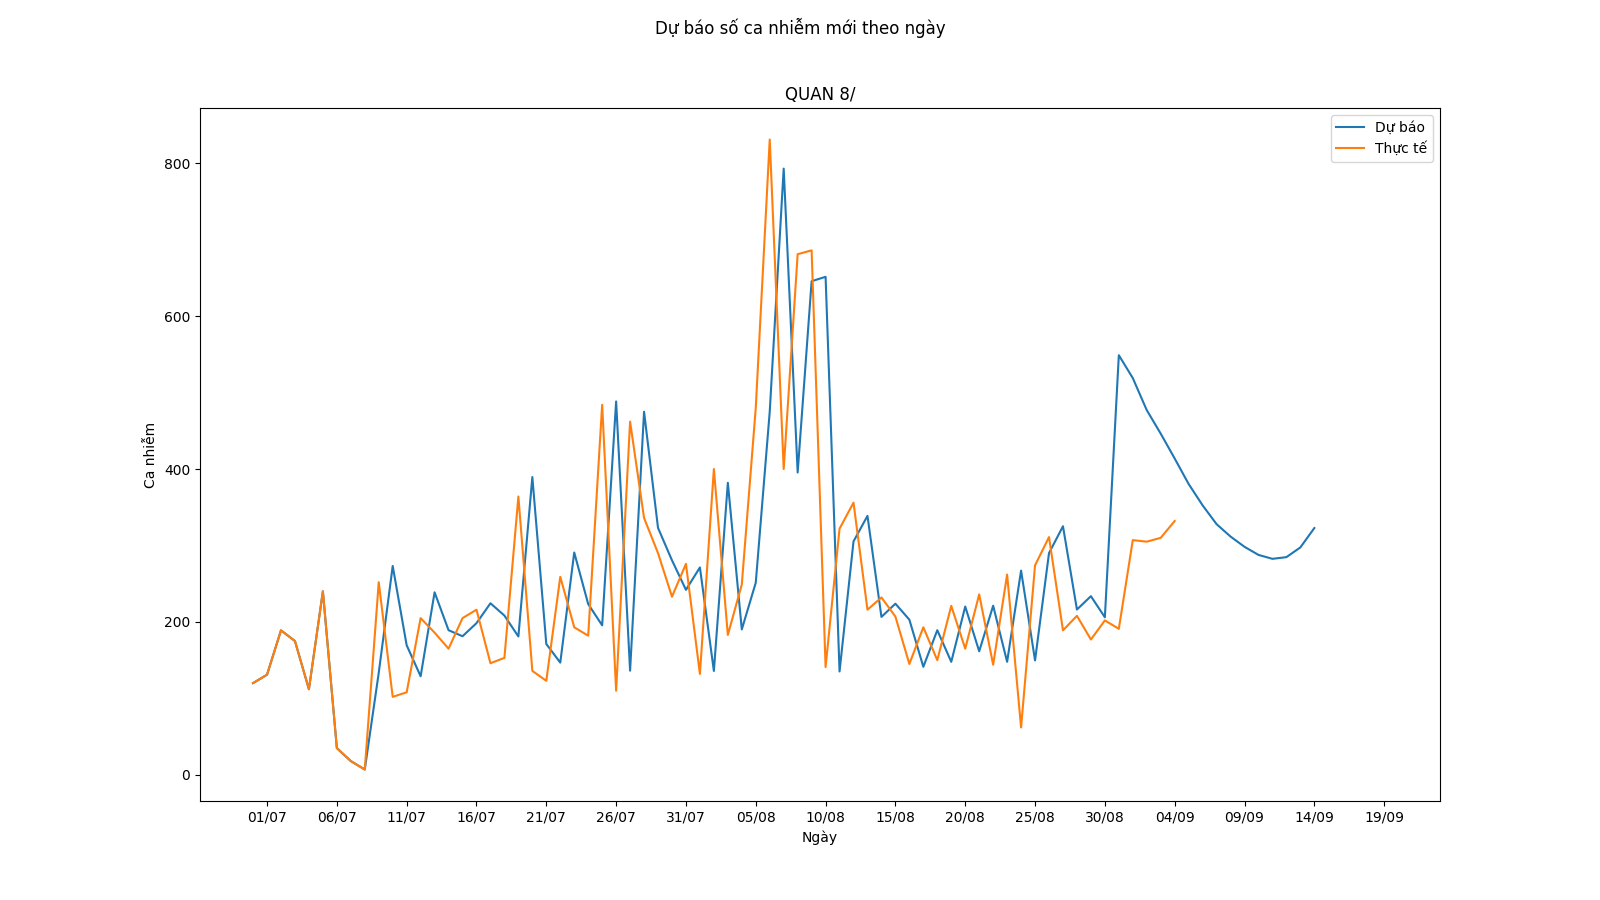 Dự báo số ca nhiễm mới theo ngày
QUAN 8/
Dự báo
Thực tế
800
600
400
200
0
Ca nhiễm
01/07 06/07 11/07 16/07 21/07 26/07 31/07 05/08 10/08 15/08 20/08 25/08 30/08 04/09 09/09 14/09 19/09
Ngày